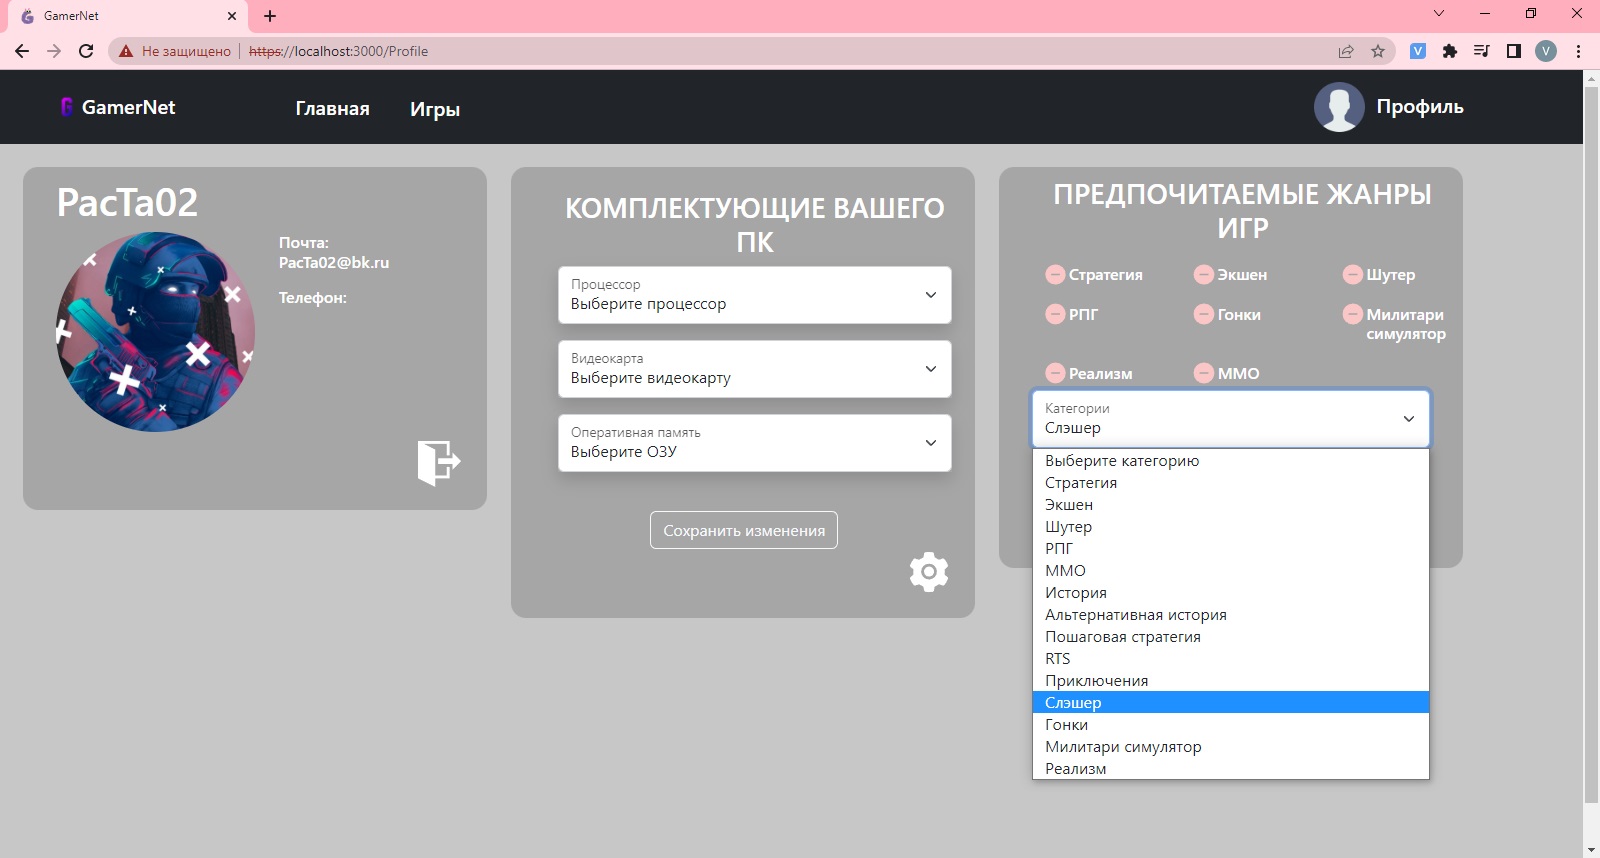 GamerNet
Не защищено
https://localhost:3000/Profile
V
V
GamerNet
Главная
Игры
Профиль
PacTa02
Почта:
PacTa02@bk.ru
Телефон:
КОМПЛЕКТУЮЩИЕ ВАШЕГО
ПК
Процессор
Выберите процессор
Видеокарта
Выберите видеокарту
Оперативная память
Выберите ОЗУ
Сохранить изменения
ПРЕДПОЧИТАЕМЫЕ ЖАНРЫ
ИГР
Стратегия
Экшен
Шутер
РПГ
Гонки
Милитари
симулятор
Реализм
ММО
Категории
Слэшер
Выберите категорию
Стратегия
Экшен
Шутер
РПГ
ММО
История
Альтернативная история
Пошаговая стратегия
RTS
Приключения
Слэшер
Гонки
Милитари симулятор
Реализм